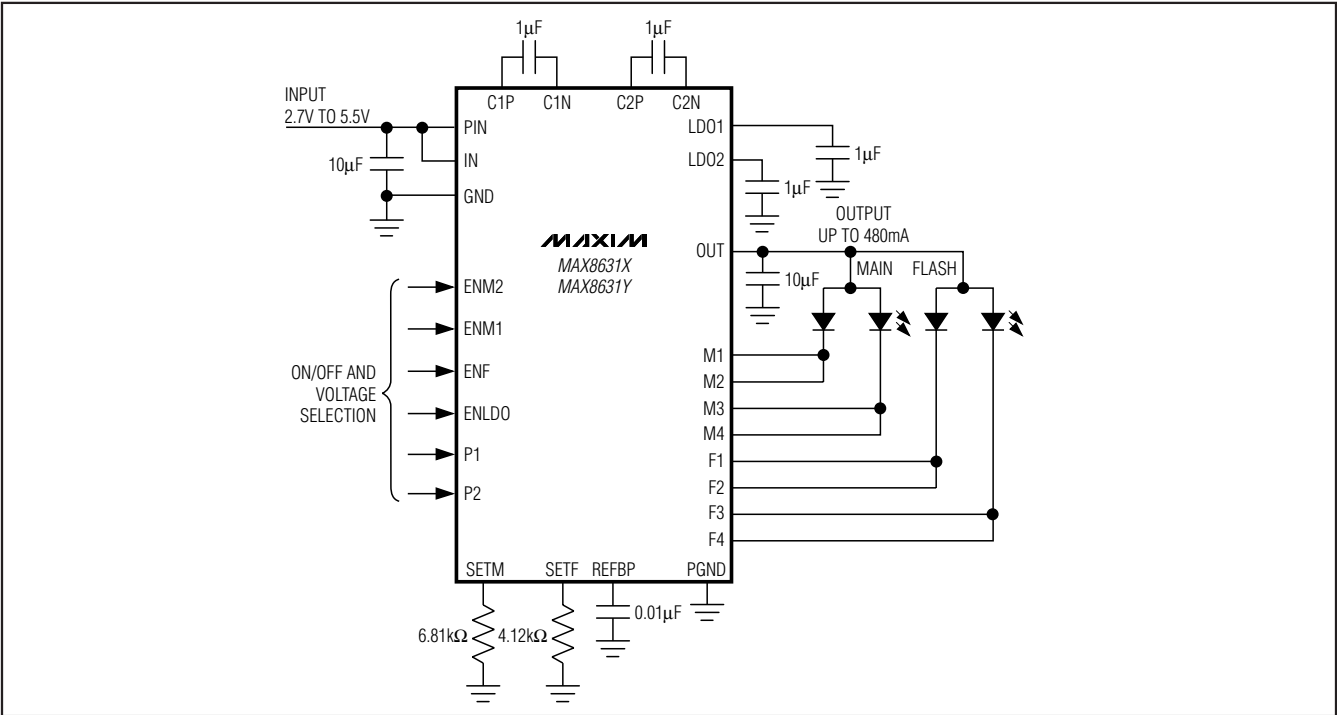 1μF
1μF
C1P
C1N
C2P
C2N
INPUT
2.7V TO 5.5V
10μF
PIN
IN
GND
LDO1
1μF
LDO2
1μF
MAXIM
MAX8631X
MAX8631Y
OUTPUT
UP TO 480mA
OUT
10μF
MAIN
FLASH
ON/OFF AND
VOLTAGE
SELECTION
ENM2
ENM1
ENF
ENLDO
P1
P2
M1
M2
M3
M4
F1
F2
F3
F4
SETM
SETF
REFBP
PGND
6.81kΩ
4.12kΩ
0.01μF